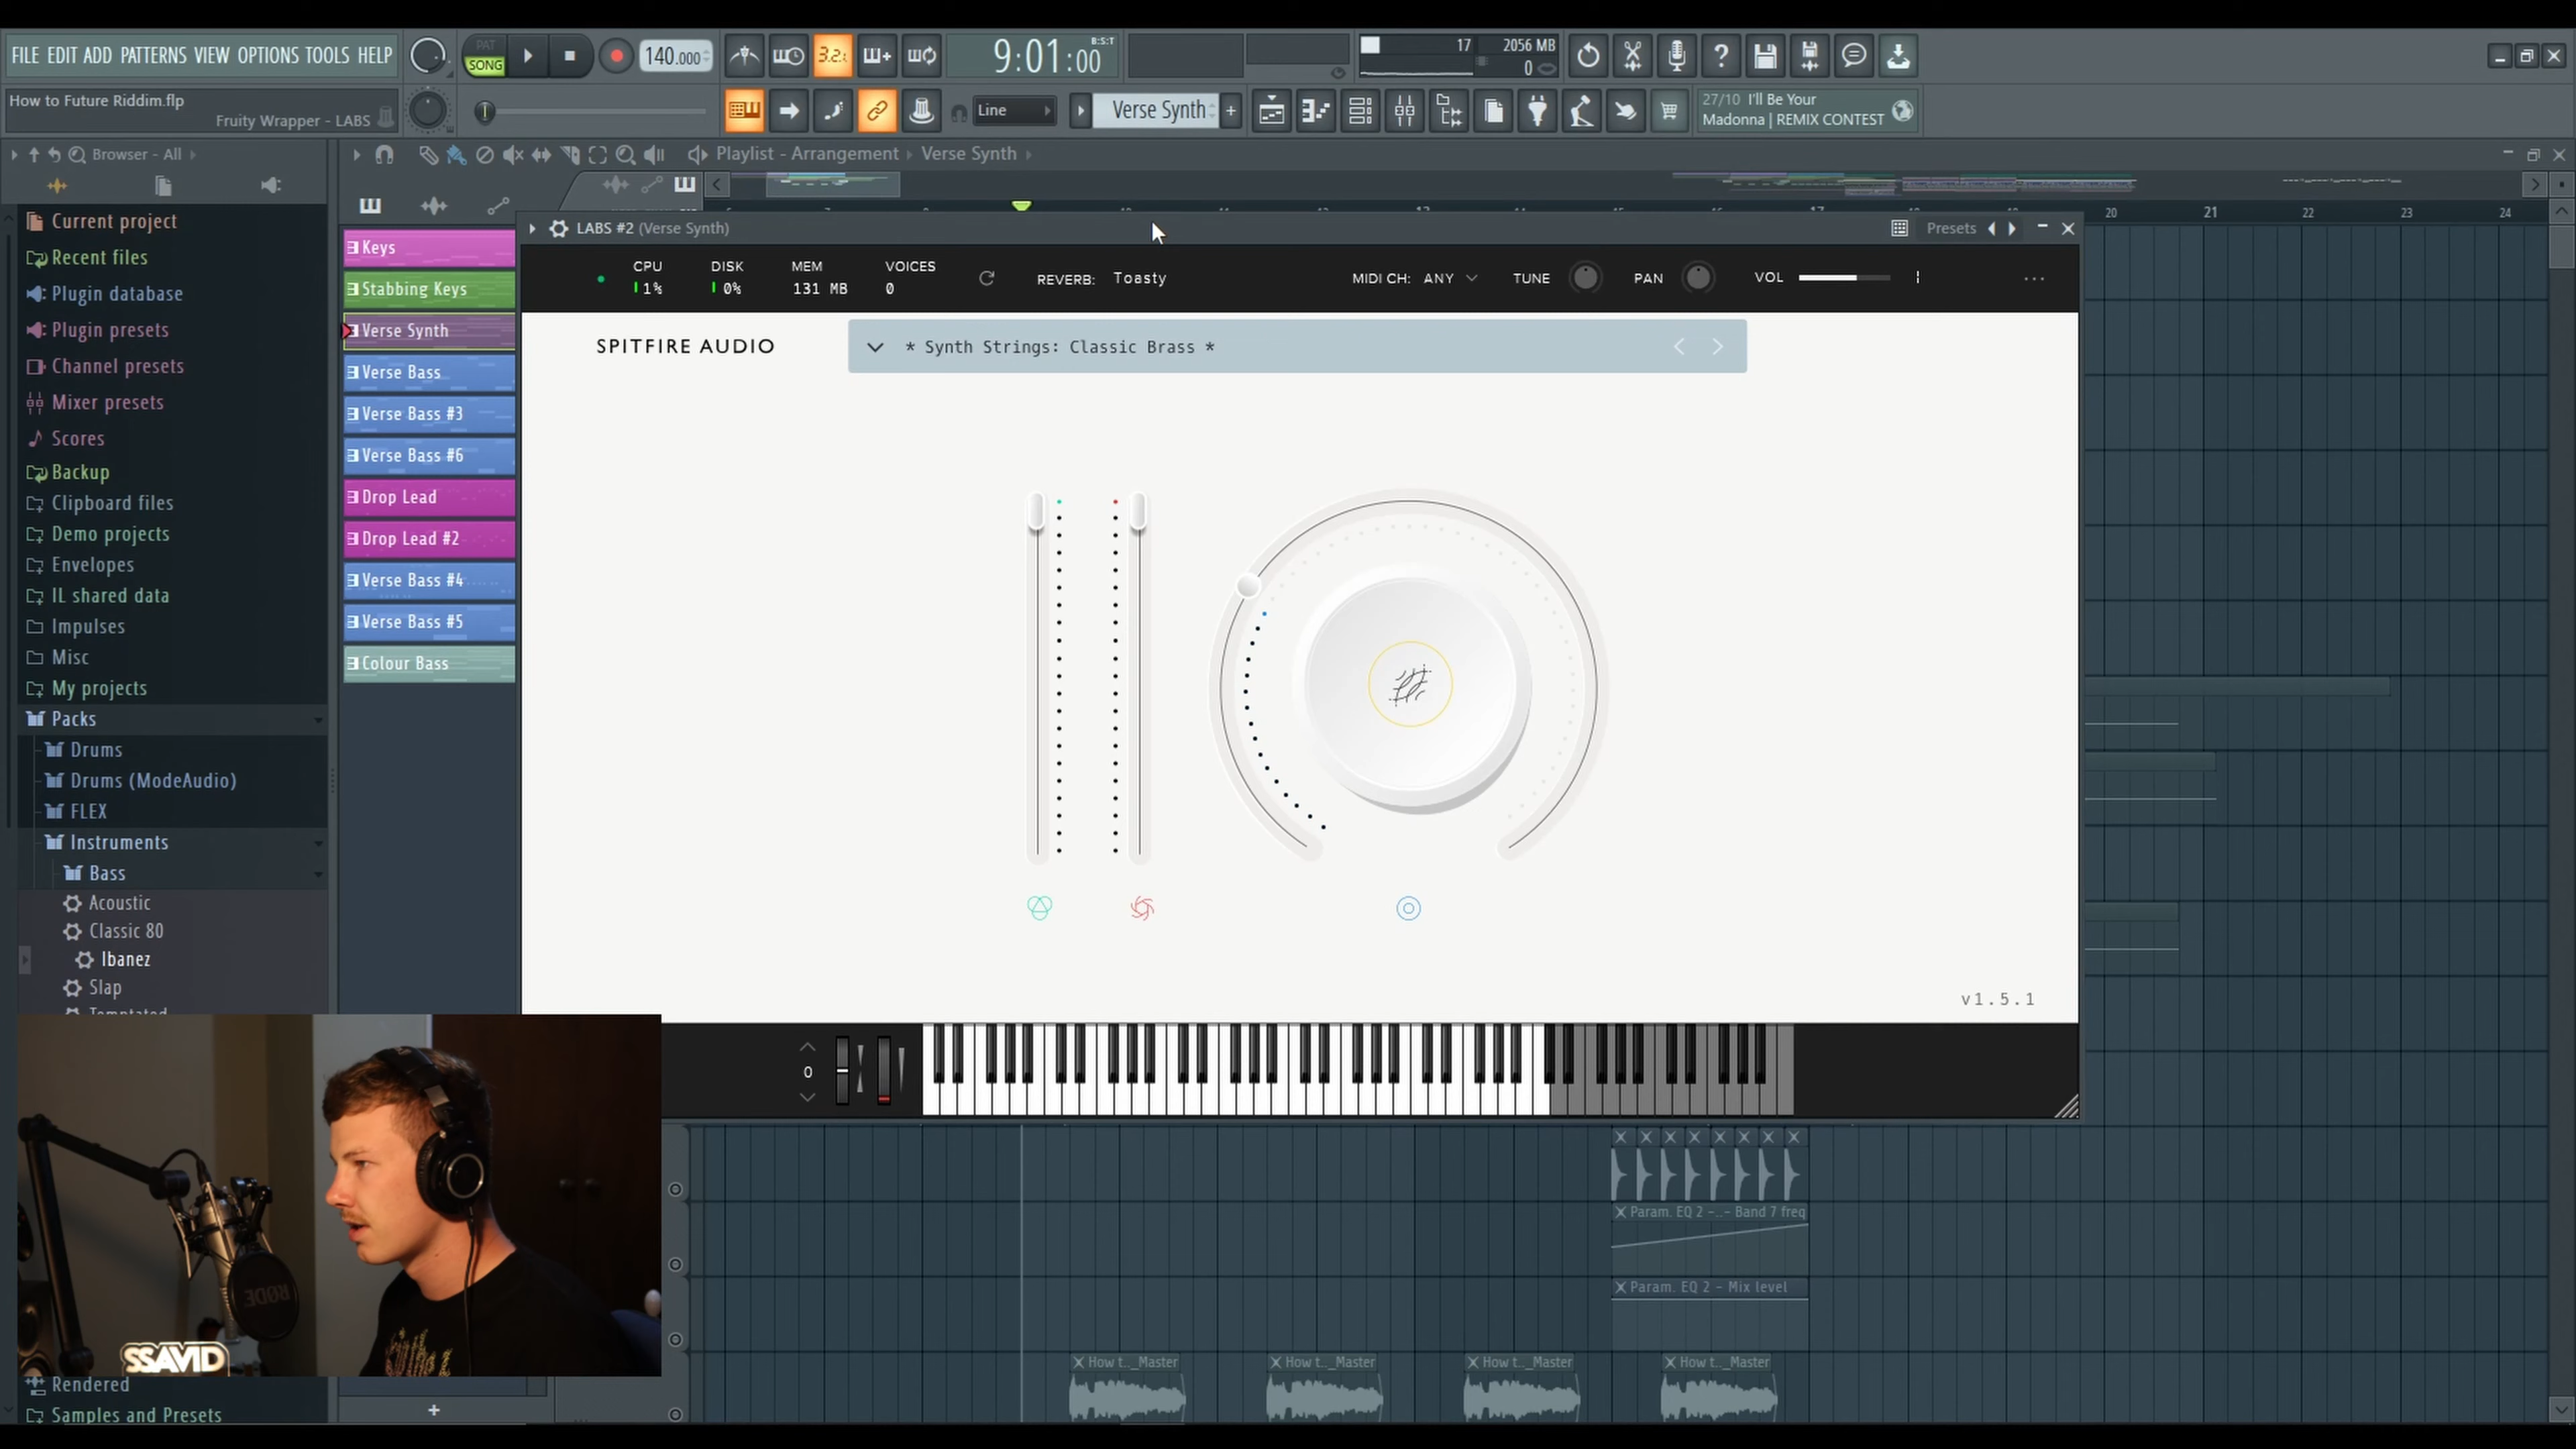 FILE EDIT ADD PATTERNS VIEW OPTIONS TOOLS HELP
PAT
SONG
140.000
3.2.
9:01:00
B:S:T
17
2056 MB
0
How to Future Riddim.flp
Fruity Wrapper - LABS
Line
Verse Synth
27/10 I'll Be Your
Madonna | REMIX CONTEST
Browser - All
Playlist - Arrangement
Verse Synth
20
21
22
23
24
Current project
Recent files
Plugin database
Plugin presets
Channel presets
Mixer presets
Scores
Backup
Clipboard files
Demo projects
Envelopes
IL shared data
Impulses
Misc
My projects
Packs
Drums
Drums (ModeAudio)
FLEX
Instruments
Bass
Acoustic
Classic 80
Ibanez
Slap
Rendered
Samples and Presets
Keys
Stabbing Keys
Verse Synth
Verse Bass
Verse Bass #3
Verse Bass #6
Drop Lead
Drop Lead #2
Verse Bass #4
Verse Bass #5
Colour Bass
LABS #2 (Verse Synth)
Presets
CPU
1%
DISK
0%
MEM
131 MB
VOICES
0
REVERB: Toasty
MIDI CH: ANY
TUNE
PAN
VOL
SPITFIRE AUDIO
* Synth Strings: Classic Brass *
v1.5.1
0
Param. EQ 2 -..- Band 7 freq
Param. EQ 2 - Mix level
How t.._Master
How t.._Master
How t.._Master
How t.._Master
RØDE
SSAVID